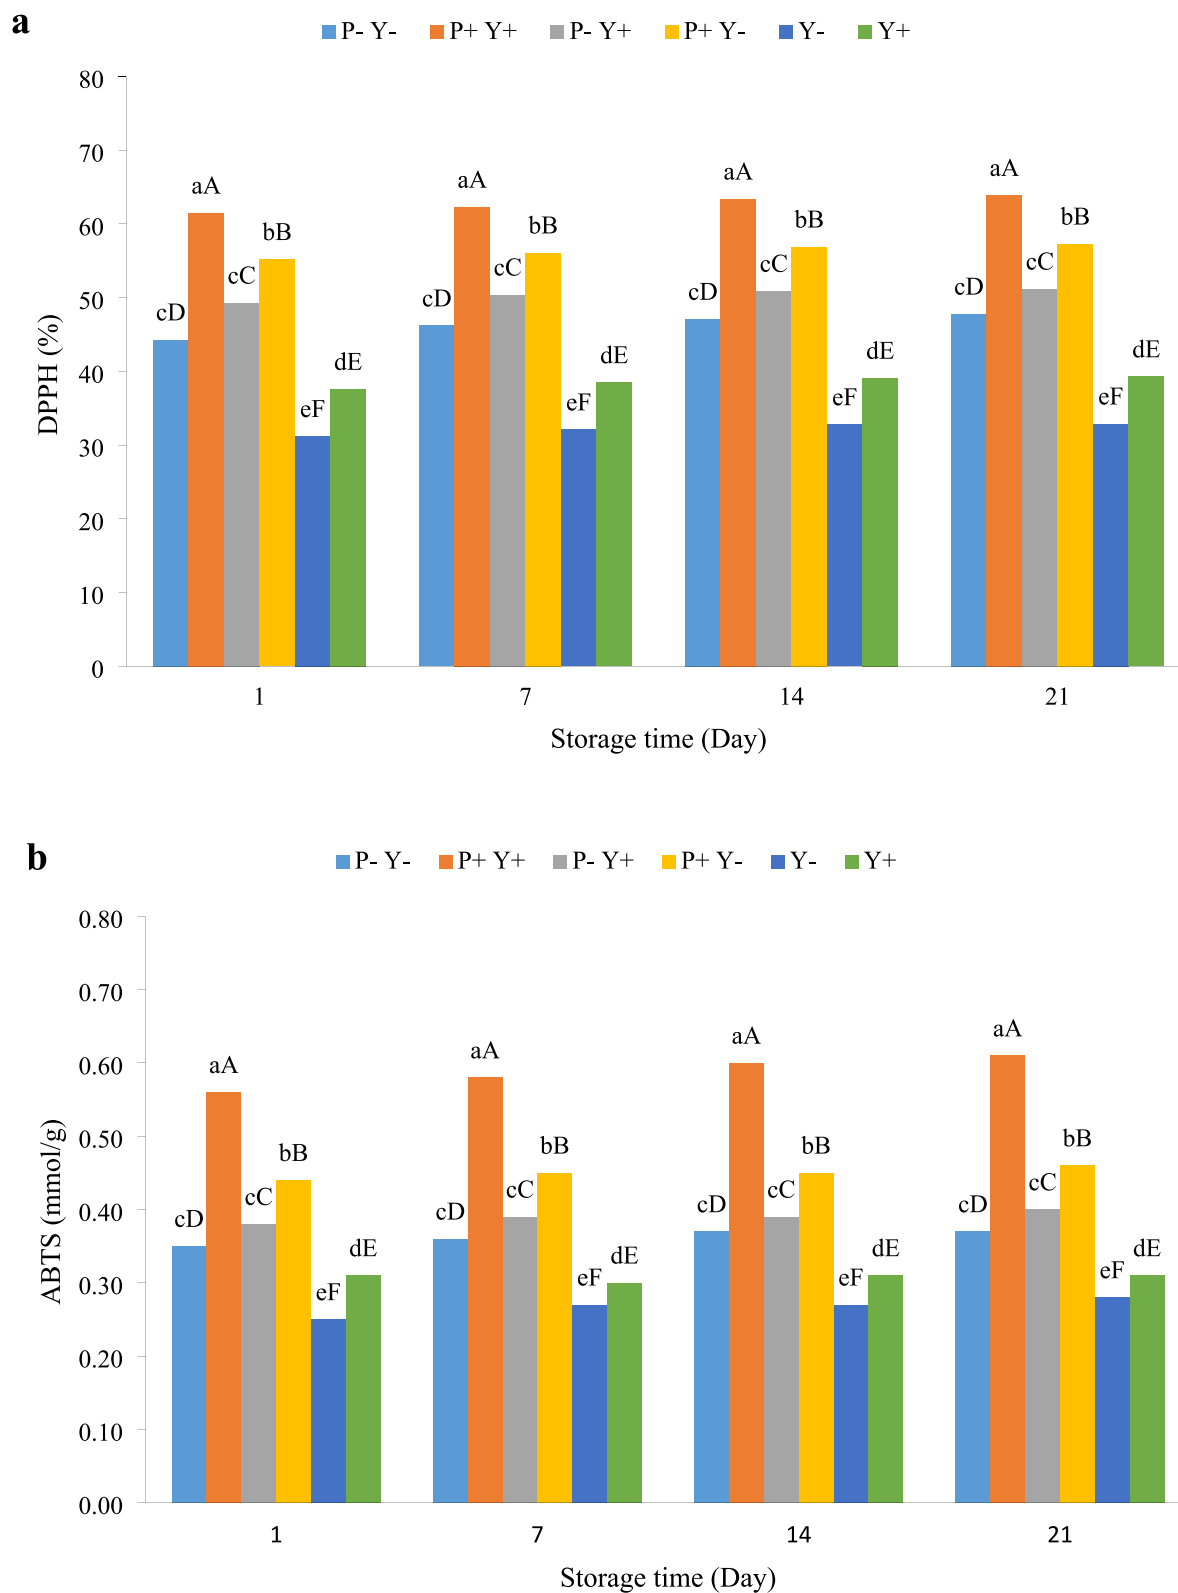 a
P- Y- P+ Y+ P- Y+ P+ Y- Y- Y+
80
70
60
50
40
30
20
10
0
DPPH (%)
cD aA cC bB eF dE
cD aA cC bB eF dE
cD aA cC bB eF dE
cD aA cC bB eF dE
1 7 14 21
Storage time (Day)
b
P- Y- P+ Y+ P- Y+ P+ Y- Y- Y+
0.80
0.70
0.60
0.50
0.40
0.30
0.20
0.10
0.00
ABTS (mmol/g)
cD aA cC bB eF dE
cD aA cC bB eF dE
cD aA cC bB eF dE
cD aA cC bB eF dE
1 7 14 21
Storage time (Day)